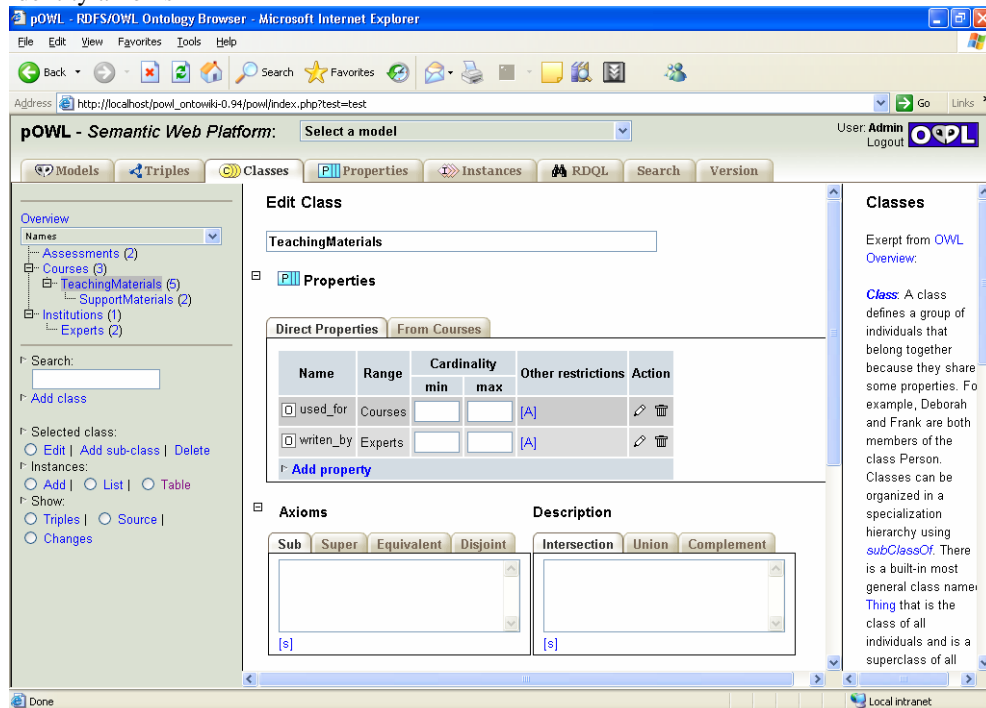 pOWL - RDFS/OWL Ontology Browser - Microsoft Internet Explorer
File Edit View Favorites Tools Help
Back Search Favorites
Address http://localhost/powl_ontowiki-0.94/powl/index.php?test=test Go Links
pOWL - Semantic Web Platform: Select a model User: Admin
Logout OWL
Models Triples Classes Properties Instances RDQL Search Version
Overview
Names
Assessments (2)
Courses (3)
TeachingMaterials (5)
SupportMaterials (2)
Institutions (1)
Experts (2)
Search:
Add class
Selected class:
Edit | Add sub-class | Delete
Instances:
Add | List | Table
Show:
Triples | Source |
Changes
Edit Class
TeachingMaterials
Properties
Direct Properties From Courses
Name Range Cardinality Other restrictions Action
min max
used_for Courses [A]
writen_by Experts [A]
Add property
Axioms Description
Sub Super Equivalent Disjoint Intersection Union Complement
[s] [s]
Classes
Exerpt from OWL
Overview:
Class: A class
defines a group of
individuals that
belong together
because they share
some properties. Fo
example, Deborah
and Frank are both
members of the
class Person.
Classes can be
organized in a
specialization
hierarchy using
subClassOf. There
is a built-in most
general class name
Thing that is the
class of all
individuals and is a
superclass of all
Done Local intranet